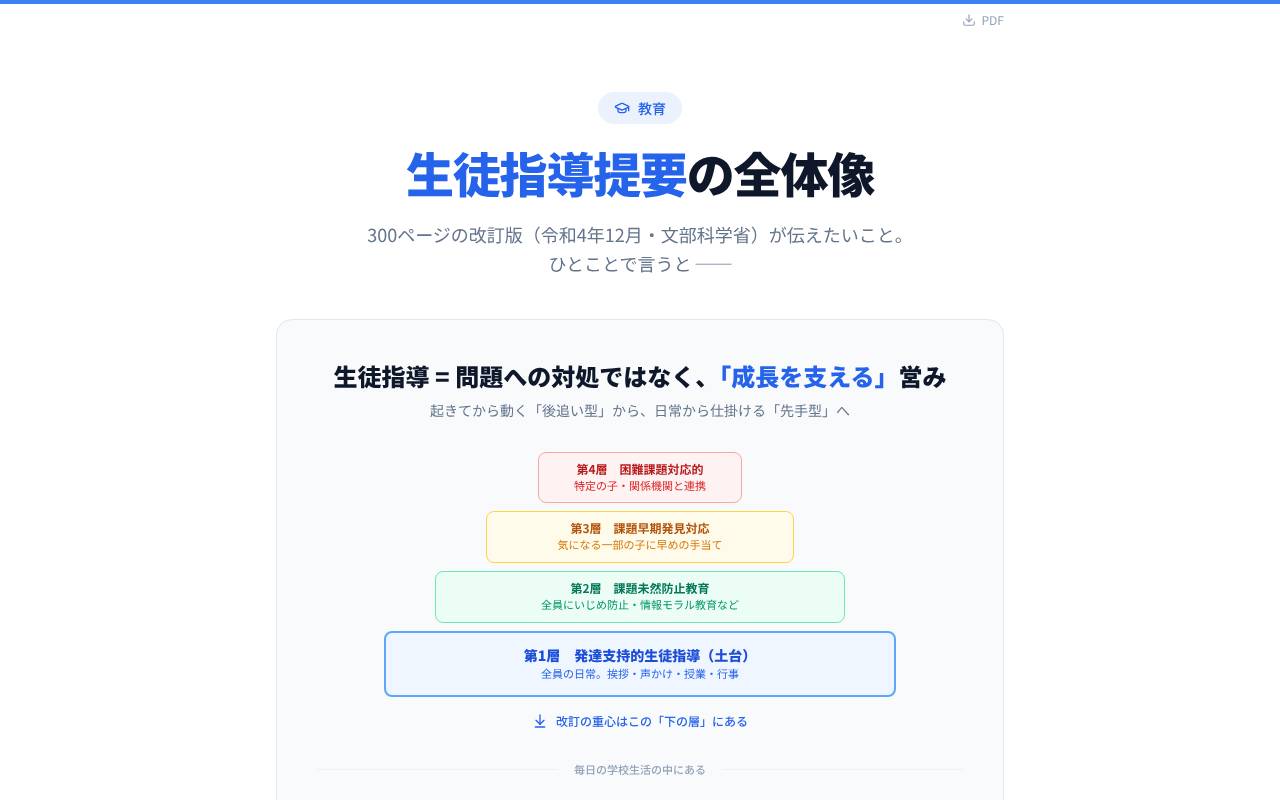 PDF
教育
生徒指導提要の全体像
300ページの改訂版（令和4年12月・文部科学省）が伝えたいこと。
ひとことで言うと ──
生徒指導 = 問題への対処ではなく、「成長を支える」営み
起きてから動く「後追い型」から、日常から仕掛ける「先手型」へ
第4層　困難課題対応的
特定の子・関係機関と連携
第3層　課題早期発見対応
気になる一部の子に早めの手当て
第2層　課題未然防止教育
全員にいじめ防止・情報モラル教育など
第1層　発達支持的生徒指導（土台）
全員の日常。挨拶・声かけ・授業・行事
改訂の重心はこの「下の層」にある
毎日の学校生活の中にある